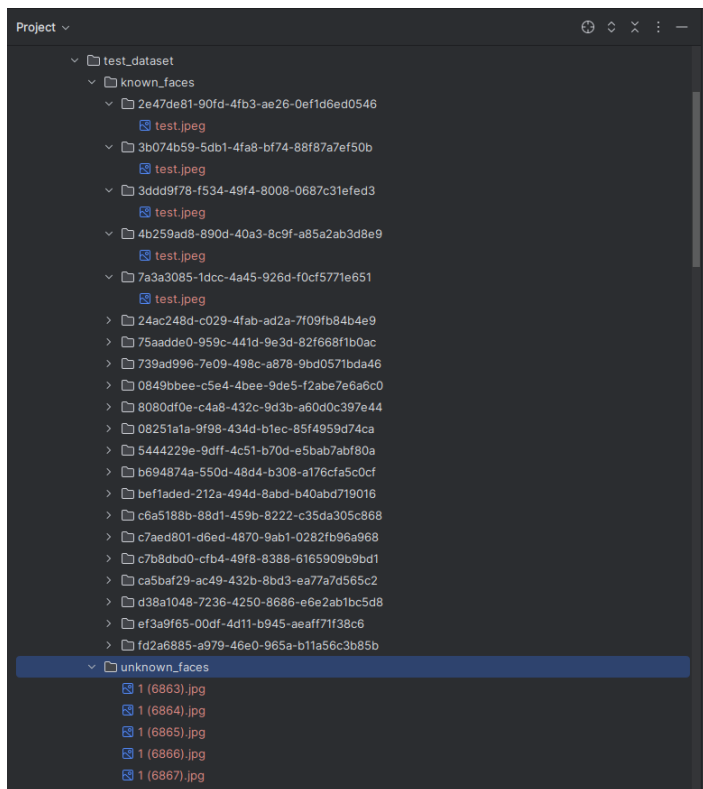 Project
test_dataset
known_faces
2e47de81-90fd-4fb3-ae26-0ef1d6ed0546
test.jpeg
3b074b59-5db1-4fa8-bf74-88f87a7ef50b
test.jpeg
3ddd9f78-f534-49f4-8008-0687c31efed3
test.jpeg
4b259ad8-890d-40a3-8c9f-a85a2ab3d8e9
test.jpeg
7a3a3085-1dcc-4a45-926d-f0cf5771e651
test.jpeg
24ac248d-c029-4fab-ad2a-7f09fb84b4e9
75aadde0-959c-441d-9e3d-82f668f1b0ac
739ad996-7e09-498c-a878-9bd0571bda46
0849bbee-c5e4-4bee-9de5-f2abe7e6a6c0
8080df0e-c4a8-432c-9d3b-a60d0c397e44
08251a1a-9f98-434d-b1ec-85f4959d74ca
5444229e-9dff-4c51-b70d-e5bab7abf80a
b694874a-550d-48d4-b308-a176cfa5c0cf
bef1aded-212a-494d-8abd-b40abd719016
c6a5188b-88d1-459b-8222-c35da305c868
c7aed801-d6ed-4870-9ab1-0282fb96a968
c7b8dbd0-cfb4-49f8-8388-6165909b9bd1
ca5baf29-ac49-432b-8bd3-ea77a7d565c2
d38a1048-7236-4250-8686-e6e2ab1bc5d8
ef3a9f65-00df-4d11-b945-aeaff71f38c6
fd2a6885-a979-46e0-965a-b11a56c3b85b
unknown_faces
1 (6863).jpg
1 (6864).jpg
1 (6865).jpg
1 (6866).jpg
1 (6867).jpg